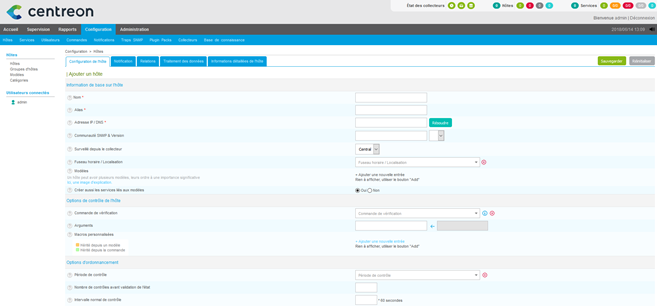 centreon
État des collecteurs
Hôtes
Services
Bienvenue admin | Déconnexion
Accueil Supervision Rapports Configuration Administration
Hôtes Services Utilisateurs Commandes Notifications Traps SNMP Plugin Packs Collecteurs Base de connaissance
Configuration > Hôtes
Hôtes
Hôtes
Groupes d'hôtes
Modèles
Catégories
Utilisateurs connectés
admin
Configuration de l'hôte Notification Relations Traitement des données Informations détaillées de l'hôte
Sauvegarder Réinitialiser
| Ajouter un hôte
Information de base sur l'hôte
Nom *
Alias *
Adresse IP / DNS * Résoudre
Communauté SNMP & Version
Surveillé depuis le collecteur Central
Fuseau horaire / Localisation Fuseau horaire / Localisation
Modèles
Un hôte peut avoir plusieurs modèles, leurs ordre à une importance significative
Ici, une image d'explication
+ Ajouter une nouvelle entrée
Rien à afficher, utiliser le bouton "Add"
Créer aussi les services liés aux modèles Oui Non
Options de contrôle de l'hôte
Commande de vérification Commande de vérification
Arguments
Macros personnalisées
Hérité depuis un modèle
Hérité depuis la commande
+ Ajouter une nouvelle entrée
Rien à afficher, utiliser le bouton "Add"
Options d'ordonnancement
Période de contrôle Période de contrôle
Nombre de contrôles avant validation de l'état
Intervalle normal de contrôle * 60 secondes